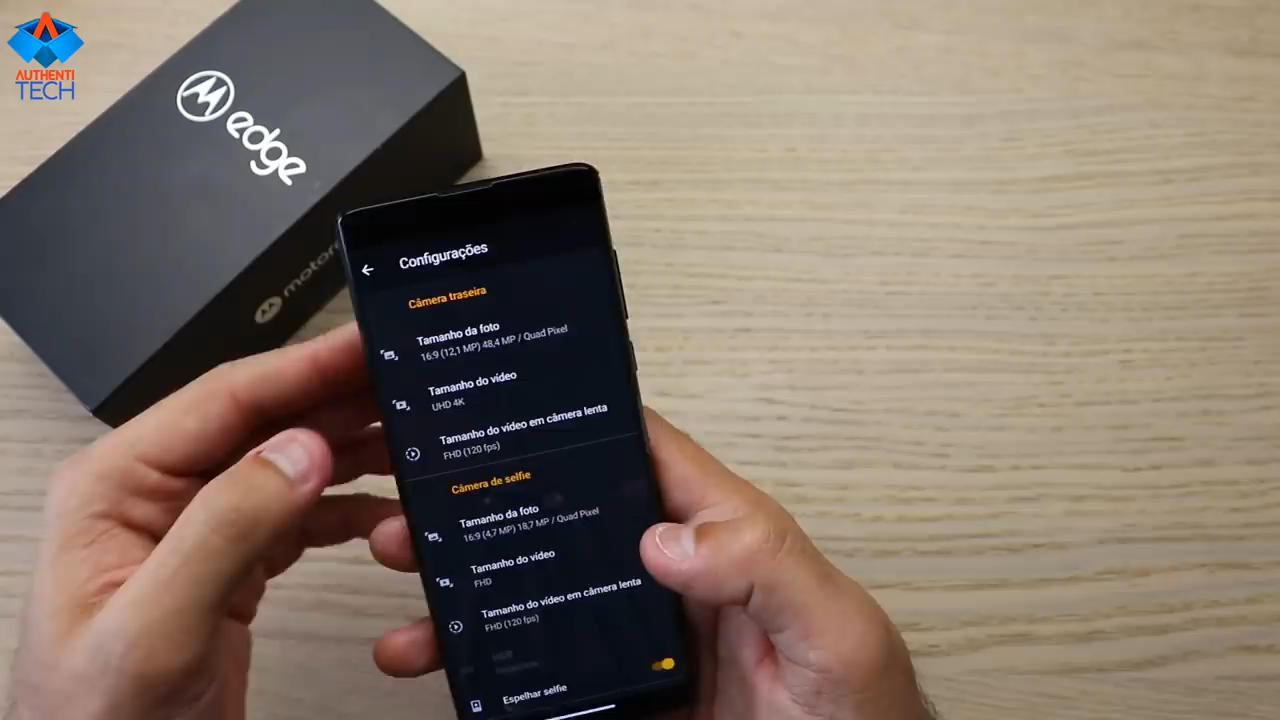 AUTHENTI
TECH
edge
Configurações
Câmera traseira
Tamanho da foto
16:9 (12,1 MP) 48,4 MP / Quad Pixel
Tamanho do vídeo
UHD 4K
Tamanho do vídeo em câmera lenta
FHD (120 fps)
Câmera de selfie
Tamanho da foto
16:9 (4,7 MP) 18,7 MP / Quad Pixel
Tamanho do vídeo
FHD
Tamanho do vídeo em câmera lenta
FHD (120 fps)
HDR
Espelhar selfie